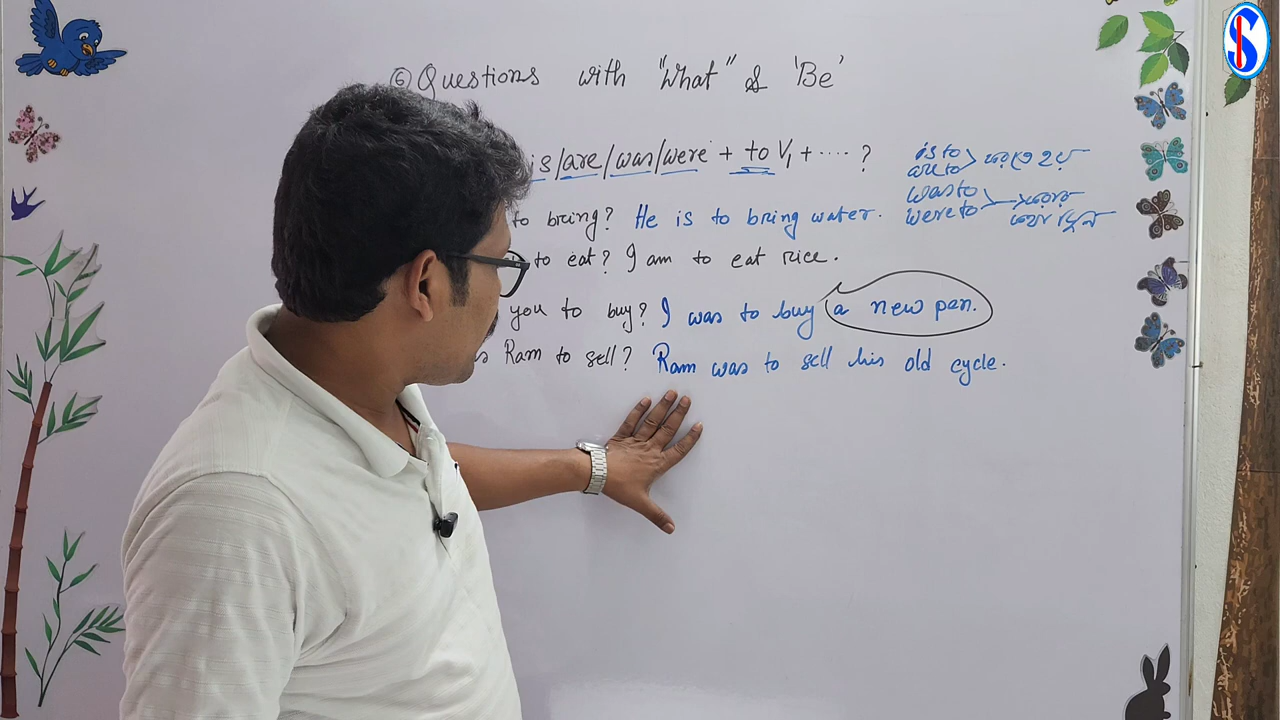 ⑥ Questions with "What" & 'Be'
is/are/was/were + to V₁ + .... ?
is to
are to
was to
were to
to bring? He is to bring water.
to eat? I am to eat rice.
you to buy? I was to buy a new pen.
s Ram to sell? Ram was to sell his old cycle.
S